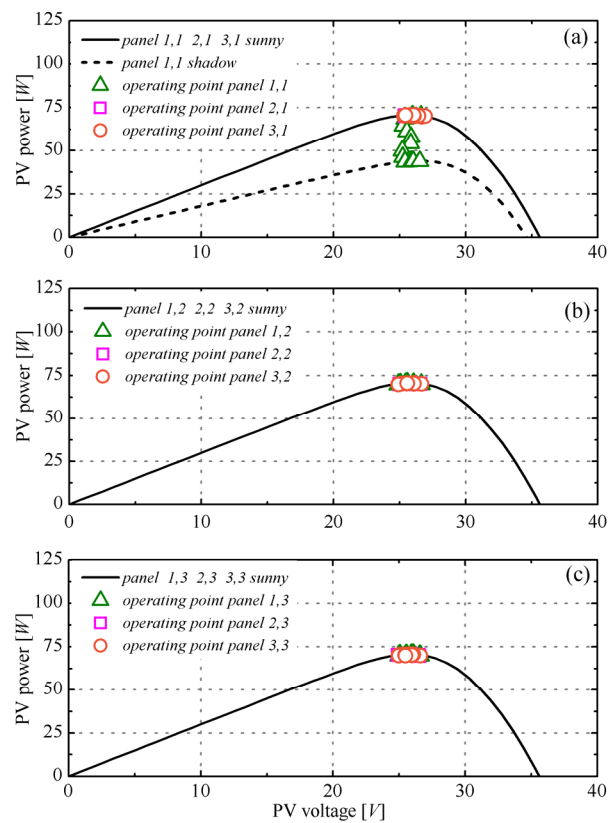 125
(a)
panel 1,1 2,1 3,1 sunny
100
panel 1,1 shadow
operating point panel 1,1
75
operating point panel 2,1
operating point panel 3,1
50
25
0
PV power [W]
0 10 20 30 40
125
(b)
panel 1,2 2,2 3,2 sunny
100
operating point panel 1,2
operating point panel 2,2
75
operating point panel 3,2
50
25
0
PV power [W]
0 10 20 30 40
125
(c)
panel 1,3 2,3 3,3 sunny
100
operating point panel 1,3
operating point panel 2,3
75
operating point panel 3,3
50
25
0
PV power [W]
0 10 20 30 40
PV voltage [V]